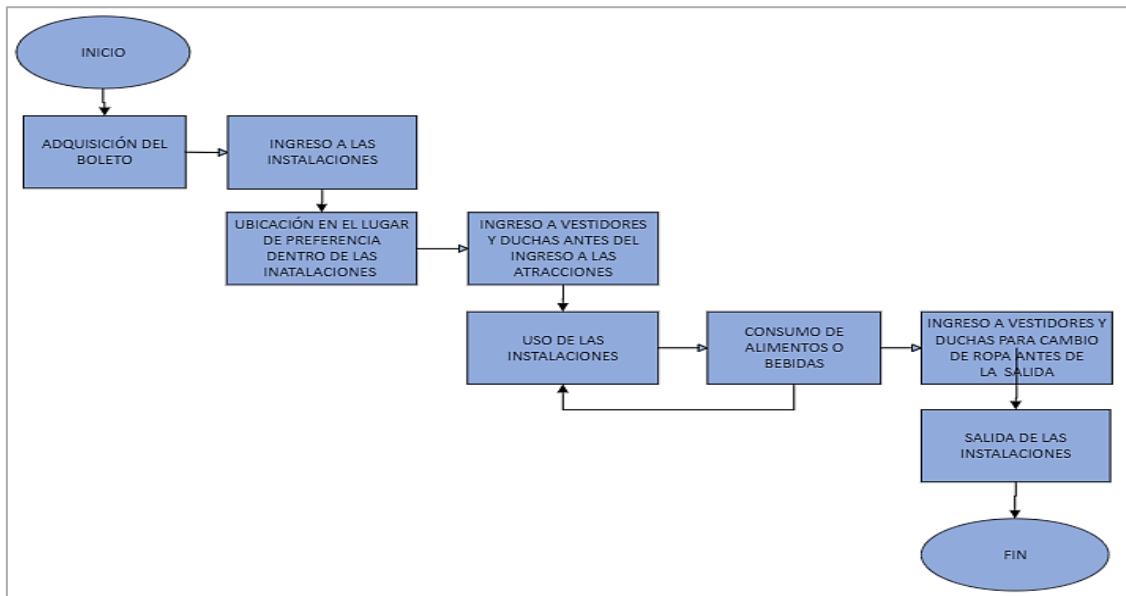 INICIO
ADQUISICIÓN DEL
BOLETO
INGRESO A LAS
INSTALACIONES
UBICACIÓN EN EL LUGAR
DE PREFERENCIA
DENTRO DE LAS
INATALACIONES
INGRESO A VESTIDORES
Y DUCHAS ANTES DEL
INGRESO A LAS
ATRACCIONES
USO DE LAS
INSTALACIONES
CONSUMO DE
ALIMENTOS O
BEBIDAS
INGRESO A VESTIDORES Y
DUCHAS PARA CAMBIO
DE ROPA ANTES DE
LA SALIDA
SALIDA DE LAS
INSTALACIONES
FIN